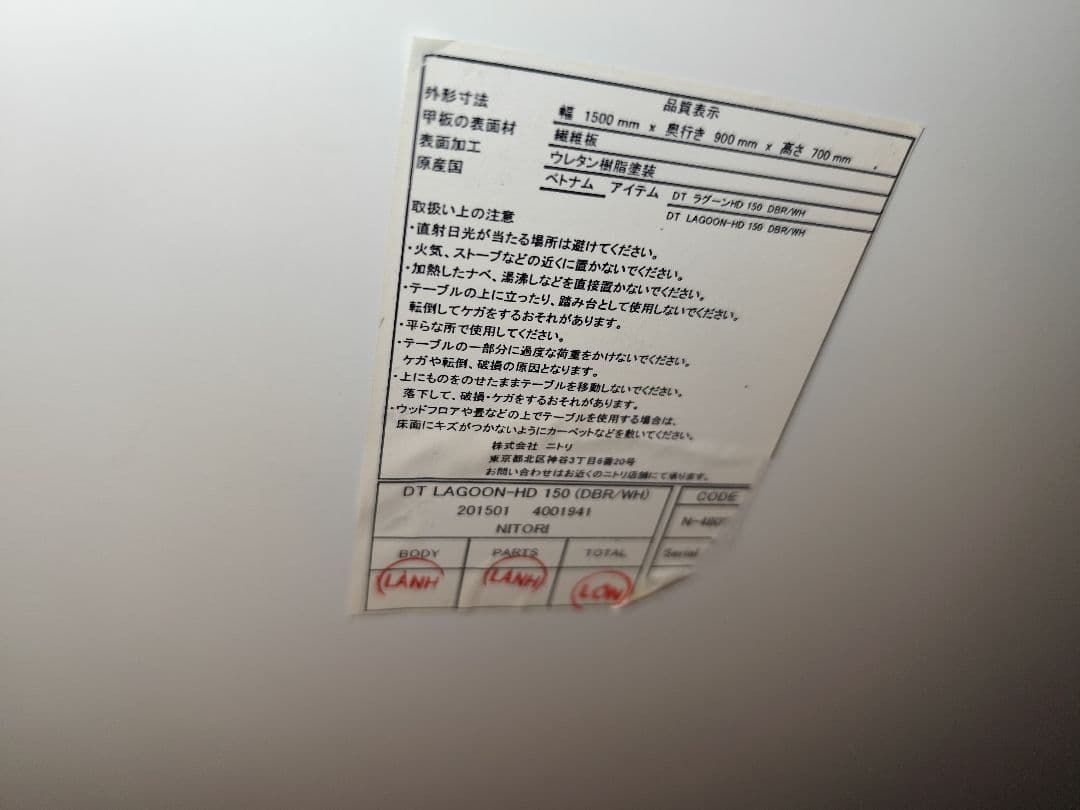 品質表示
外形寸法 幅 1500 mm x 奥行き 900 mm x 高さ 700 mm
甲板の表面材 繊維板
表面加工 ウレタン樹脂塗装
原産国 ベトナム アイテム DT ラグーンHD 150 DBR/WH
DT LAGOON-HD 150 DBR/WH
取扱い上の注意
・直射日光が当たる場所は避けてください。
・火気、ストーブなどの近くに置かないでください。
・加熱したナベ、湯沸しなどを直接置かないでください。
・テーブルの上に立ったり、踏み台として使用しないでください。
転倒してケガをするおそれがあります。
・平らな所で使用してください。
・テーブルの一部分に過度な荷重をかけないでください。
ケガや転倒、破損の原因となります。
・上にものをのせたままテーブルを移動しないでください。
落下して、破損・ケガをするおそれがあります。
・ウッドフロアや畳などの上でテーブルを使用する場合は、
床面にキズがつかないようにカーペットなどを敷いてください。
株式会社 ニトリ
東京都北区神谷3丁目6番20号
お問い合わせはお近くのニトリ店舗にて承ります。
DT LAGOON-HD 150 (DBR/WH) CODE
201501 4001941
NITORI
BODY PARTS TOTAL Serial
LANH LANH LOW